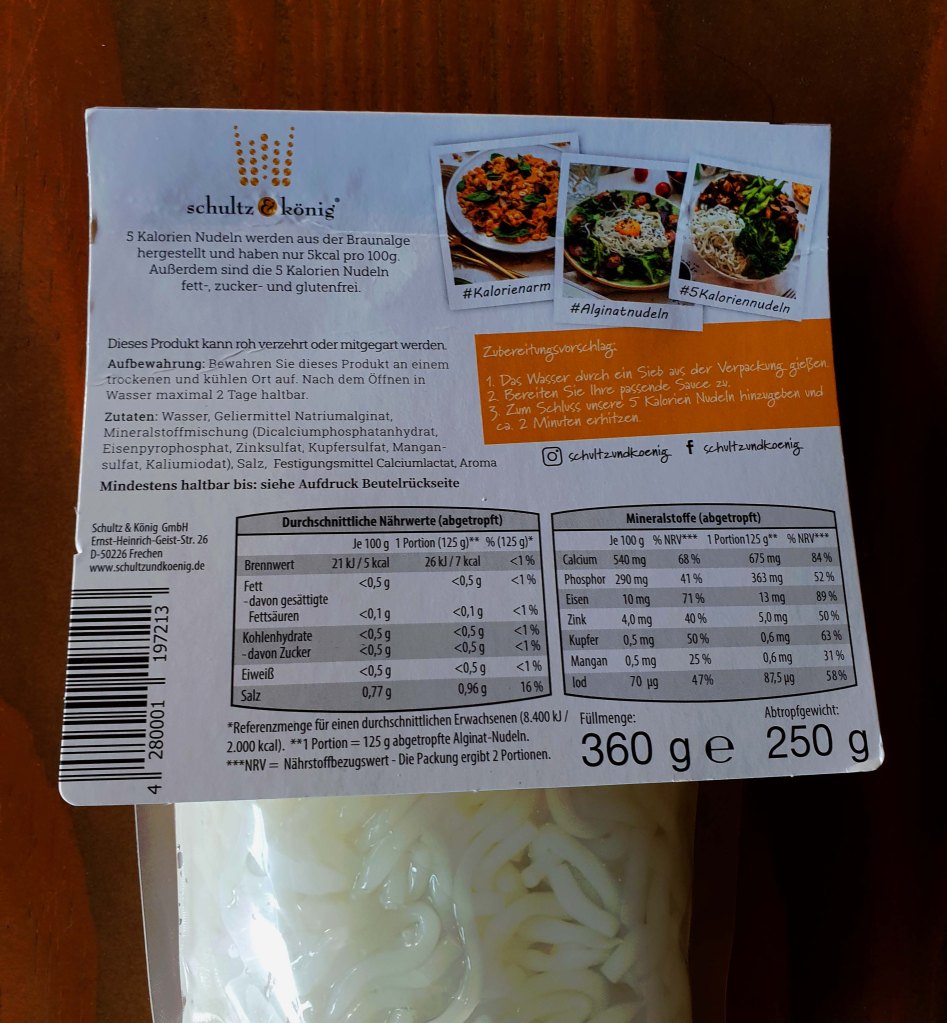 schultz & könig®
5 Kalorien Nudeln werden aus der Braunalge
hergestellt und haben nur 5kcal pro 100g.
Außerdem sind die 5 Kalorien Nudeln
fett-, zucker- und glutenfrei.
#Kalorienarm
#Alginatnudeln
#5Kaloriennudeln
Dieses Produkt kann roh verzehrt oder mitgegart werden.
Aufbewahrung: Bewahren Sie dieses Produkt an einem
trockenen und kühlen Ort auf. Nach dem Öffnen in
Wasser maximal 2 Tage haltbar.
Zutaten: Wasser, Geliermittel Natriumalginat,
Mineralstoffmischung (Dicalciumphosphatanhydrat,
Eisenpyrophosphat, Zinksulfat, Kupfersulfat, Mangan-
sulfat, Kaliumiodat), Salz, Festigungsmittel Calciumlactat, Aroma
Mindestens haltbar bis: siehe Aufdruck Beutelrückseite
Zubereitungsvorschlag:
1. Das Wasser durch ein Sieb aus der Verpackung gießen.
2. Bereiten Sie Ihre passende Sauce zu.
3. Zum Schluss unsere 5 Kalorien Nudeln hinzugeben und
ca. 2 Minuten erhitzen.
schultzundkoenig f schultzundkoenig
Schultz & König GmbH
Ernst-Heinrich-Geist-Str. 26
D-50226 Frechen
www.schultzundkoenig.de
4 280001 197213
Durchschnittliche Nährwerte (abgetropft)
Je 100 g 1 Portion (125 g)** % (125 g)*
Brennwert 21 kJ / 5 kcal 26 kJ / 7 kcal <1 %
Fett <0,5 g <0,5 g <1 %
- davon gesättigte
Fettsäuren <0,1 g <0,1 g <1 %
Kohlenhydrate <0,5 g <0,5 g <1 %
- davon Zucker <0,5 g <0,5 g <1 %
Eiweiß <0,5 g <0,5 g <1 %
Salz 0,77 g 0,96 g 16 %
Mineralstoffe (abgetropft)
Je 100 g % NRV*** 1 Portion 125 g** % NRV***
Calcium 540 mg 68 % 675 mg 84 %
Phosphor 290 mg 41 % 363 mg 52 %
Eisen 10 mg 71 % 13 mg 89 %
Zink 4,0 mg 40 % 5,0 mg 50 %
Kupfer 0,5 mg 50 % 0,6 mg 63 %
Mangan 0,5 mg 25 % 0,6 mg 31 %
Iod 70 µg 47% 87,5 µg 58%
*Referenzmenge für einen durchschnittlichen Erwachsenen (8.400 kJ /
2.000 kcal). **1 Portion = 125 g abgetropfte Alginat-Nudeln.
***NRV = Nährstoffbezugswert - Die Packung ergibt 2 Portionen.
Füllmenge:
360 g e
Abtropfgewicht:
250 g